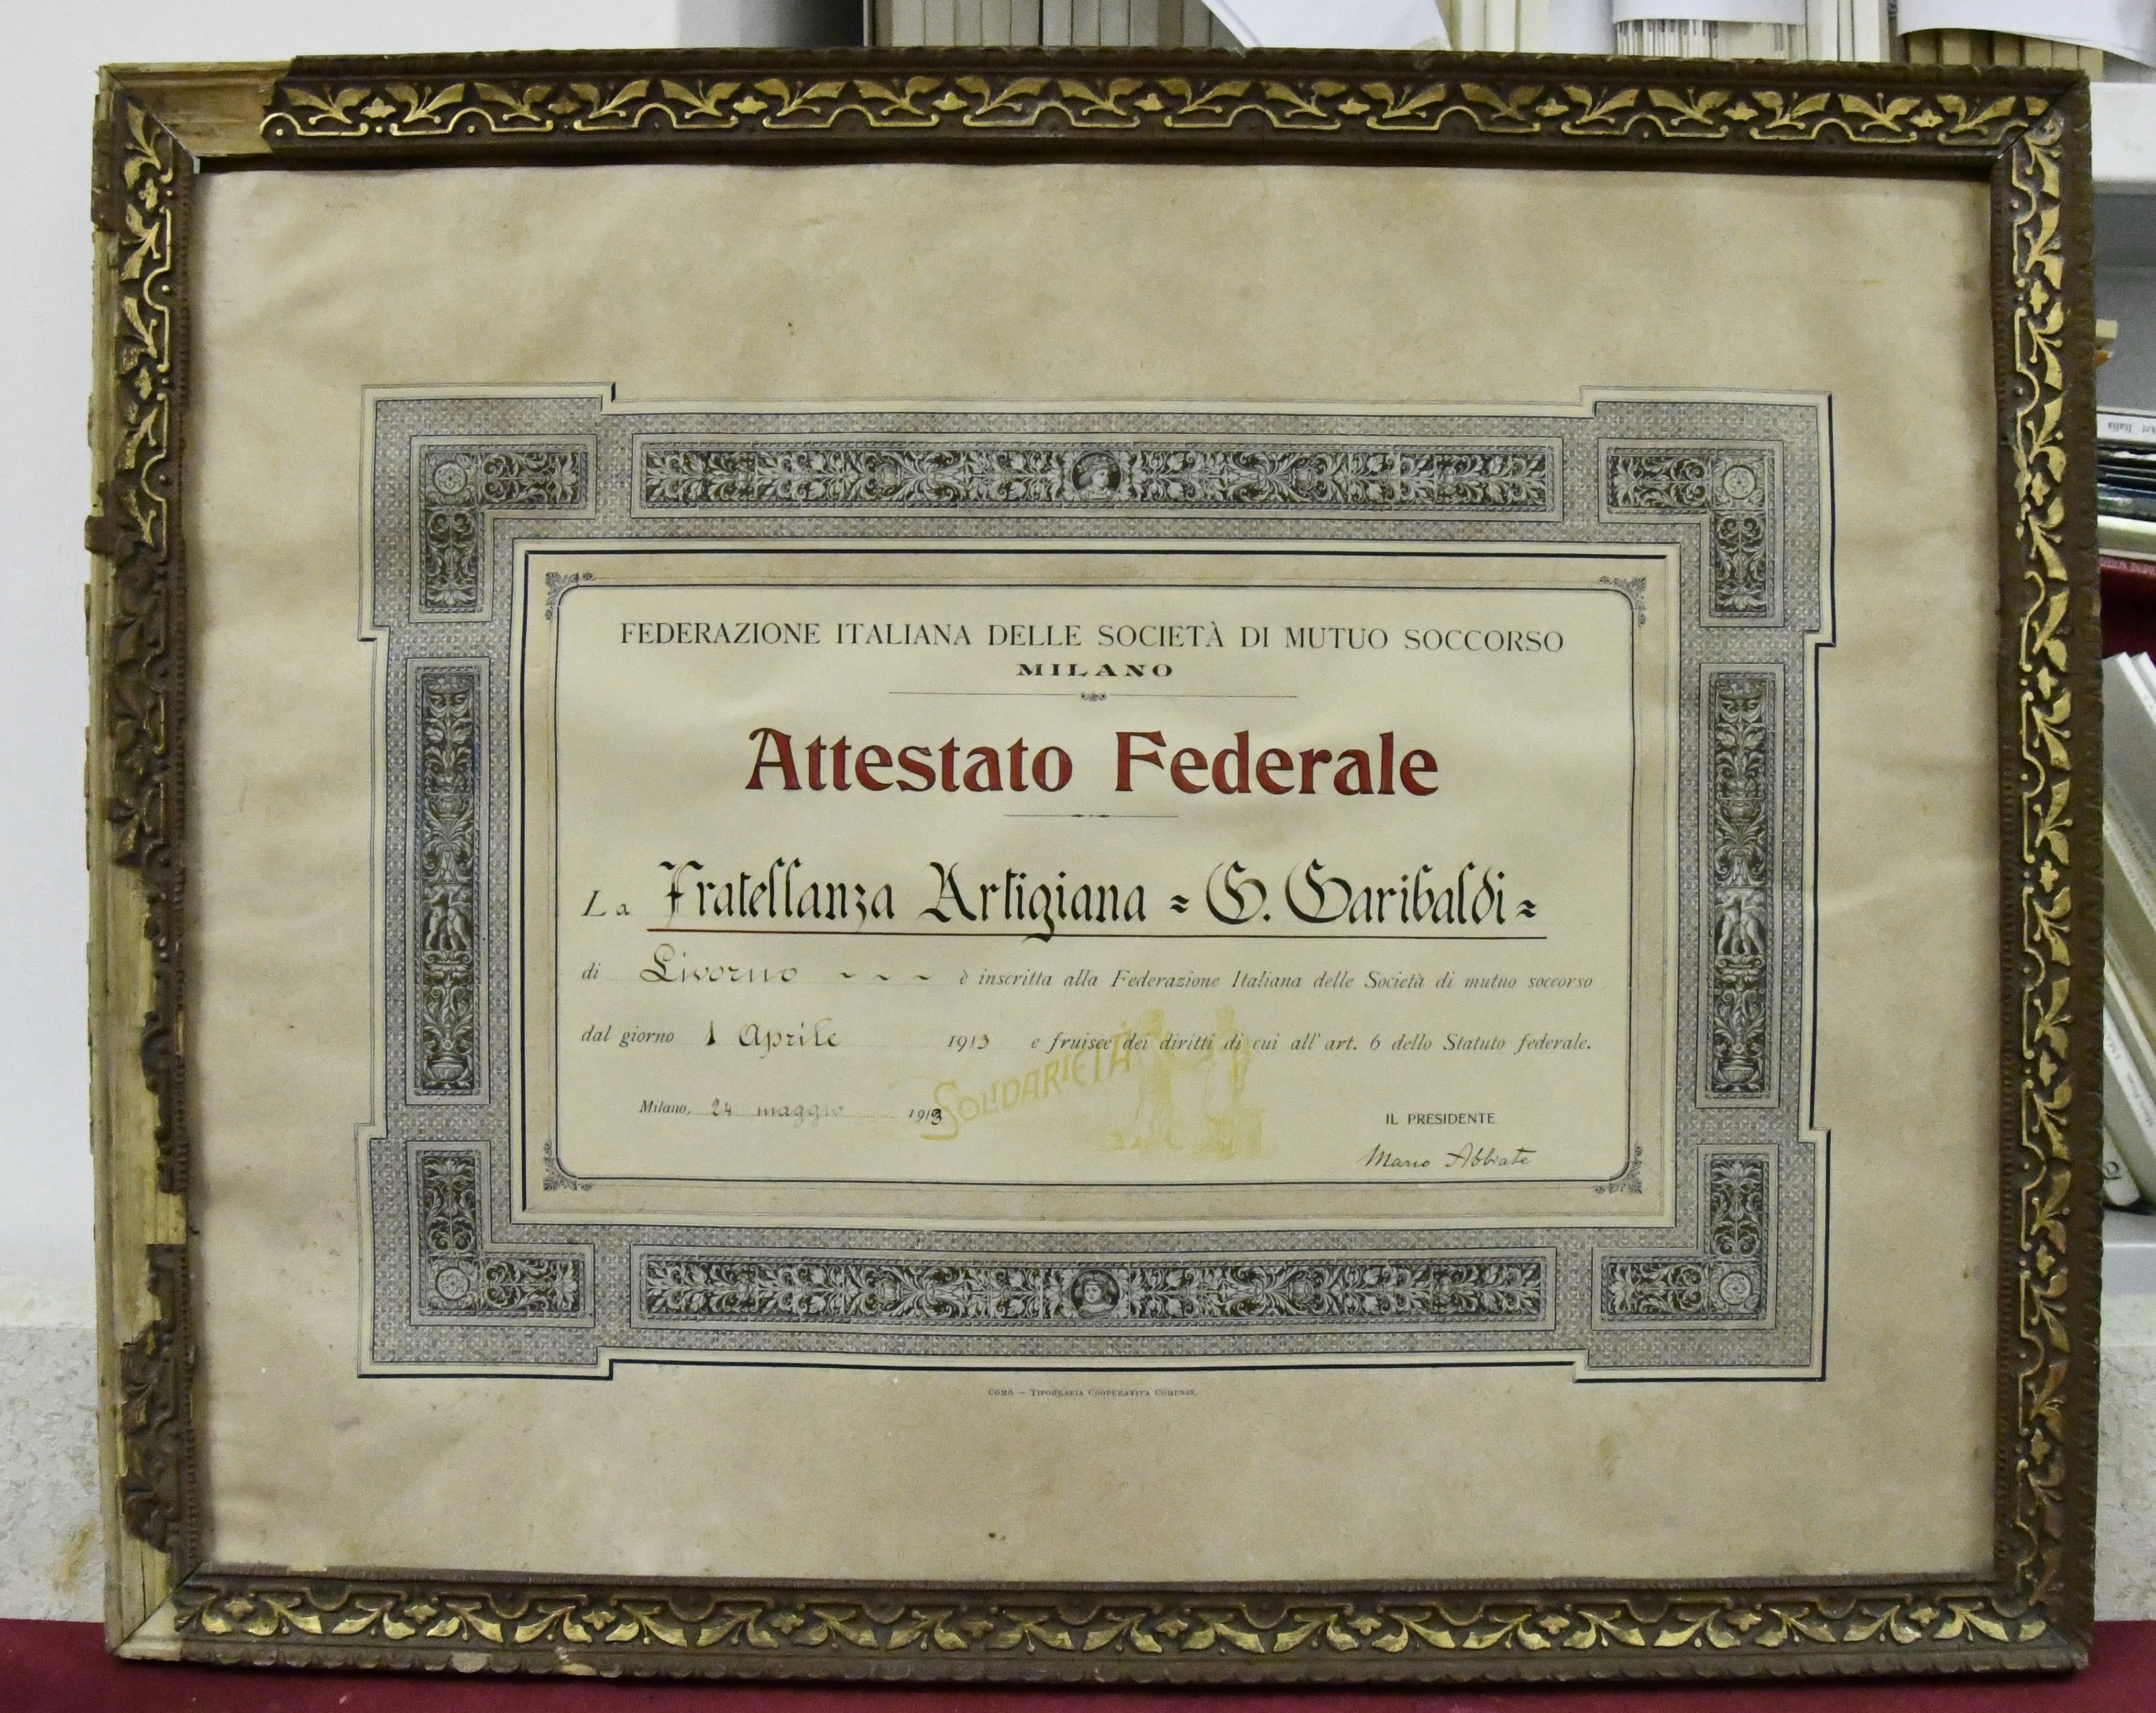 FEDERAZIONE ITALIANA DELLE SOCIETÀ DI MUTUO SOCCORSO
MILANO
Attestato Federale
La Fratellanza Artigiana = G. Garibaldi =
di Livorno ~ ~ ~ è inscritta alla Federazione Italiana delle Società di mutuo soccorso
dal giorno 1 Aprile 1913 e fruisce dei diritti di cui all'art. 6 dello Statuto federale.
SOLIDARIETÀ
Milano, 24 maggio 1913
IL PRESIDENTE
Mario Abbiate
COMO — TIPOGRAFIA COOPERATIVA COMENSE.